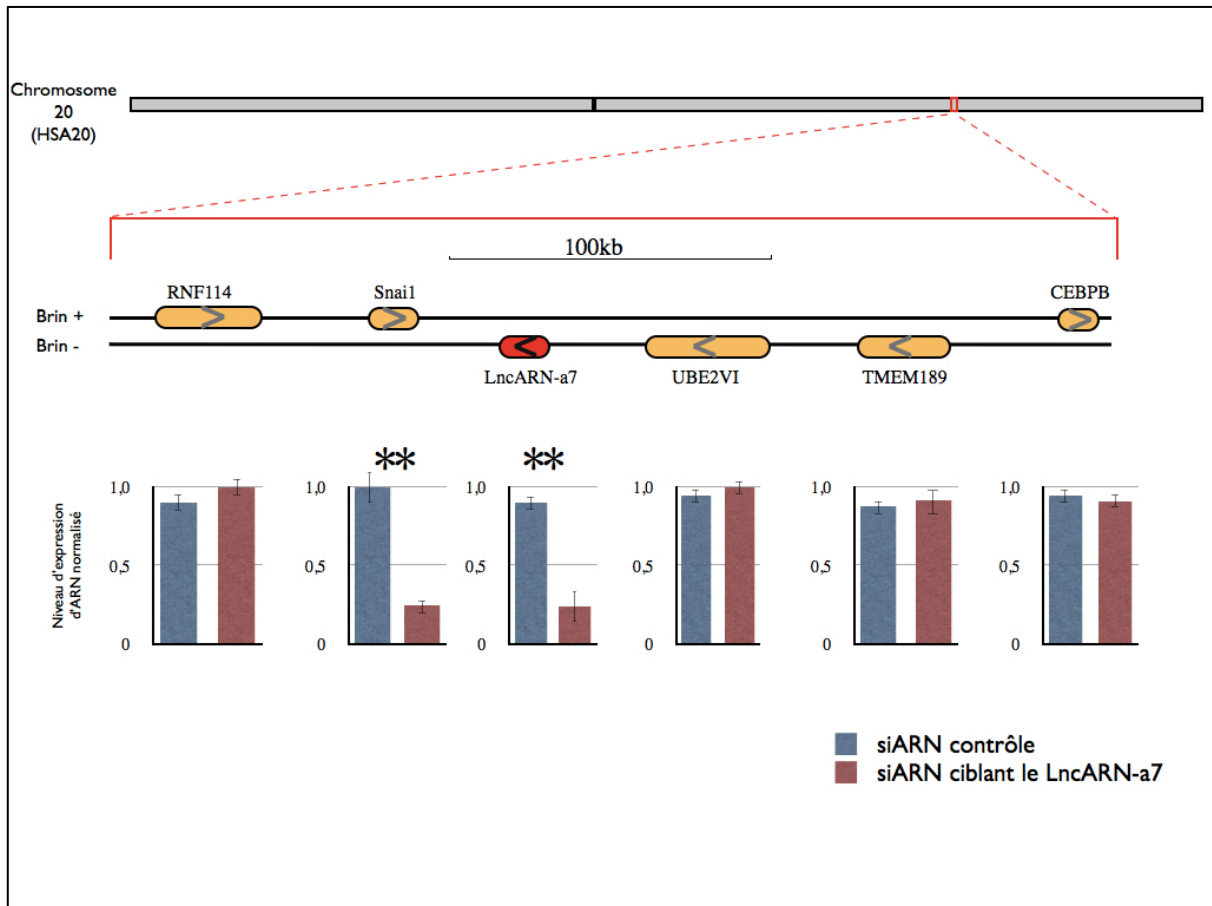 Chromosome
20
(HSA20)
100kb
RNF114
Snai1
CEBPB
Brin +
Brin -
LncARN-a7
UBE2VI
TMEM189
** **
Niveau d'expression
d'ARN normalisé
1,0 1,0 1,0 1,0 1,0 1,0
0,5 0,5 0,5 0,5 0,5 0,5
0 0 0 0 0 0
siARN contrôle
siARN ciblant le LncARN-a7